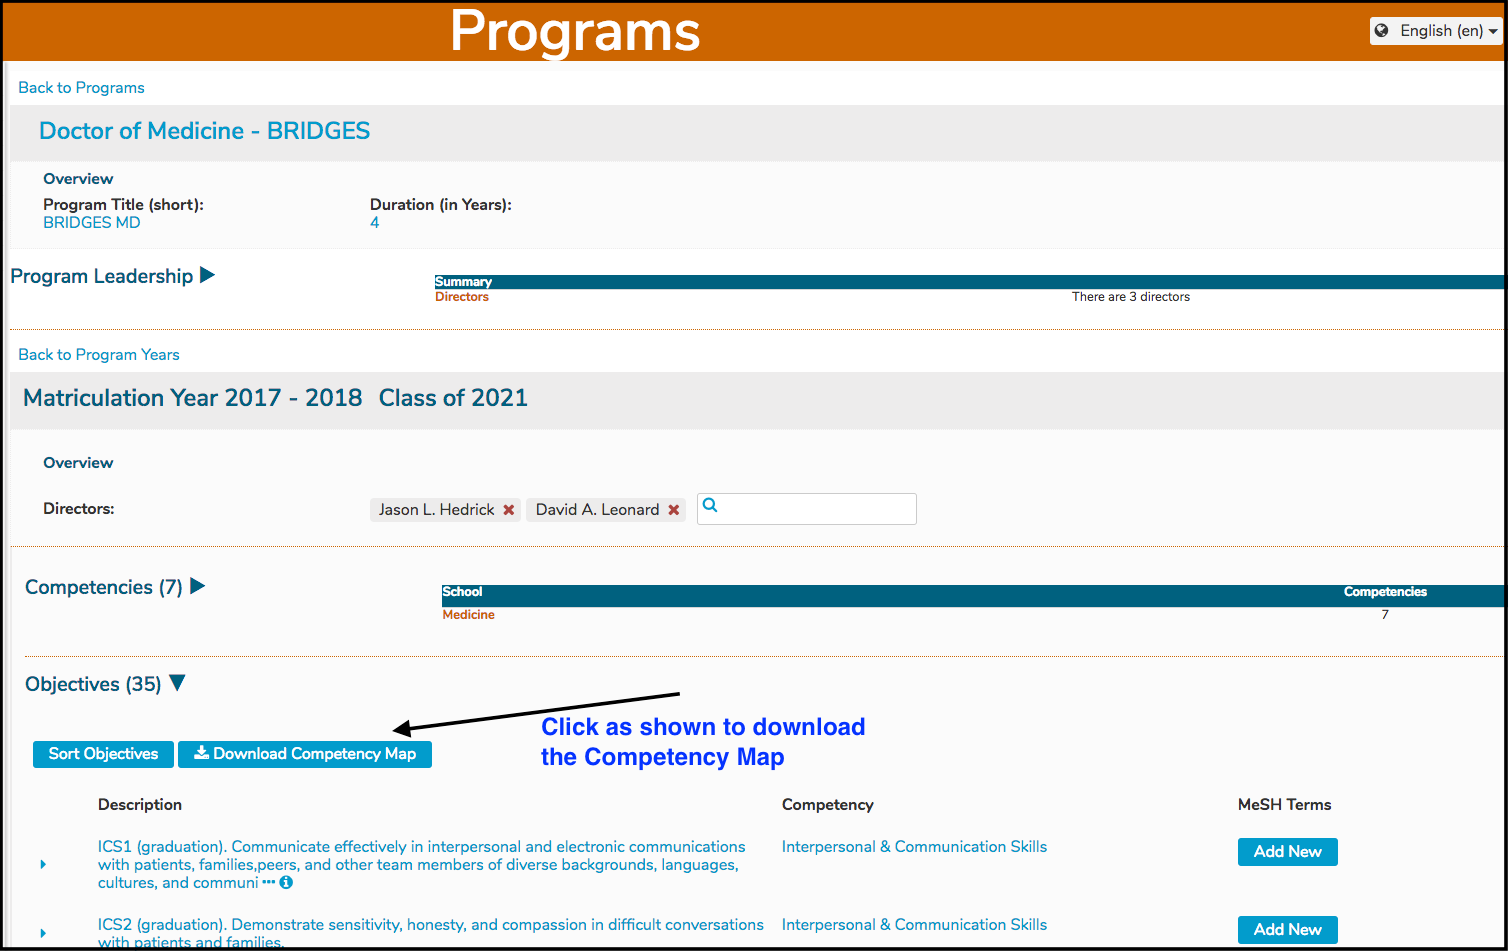 Programs
English (en)
Back to Programs
Doctor of Medicine - BRIDGES
Overview
Program Title (short):
Duration (in Years):
BRIDGES MD
4
Program Leadership
Summary
Directors
There are 3 directors
Back to Program Years
Matriculation Year 2017 - 2018 Class of 2021
Overview
Directors:
Jason L. Hedrick
David A. Leonard
Competencies (7)
School
Competencies
Medicine
7
Objectives (35)
Click as shown to download
the Competency Map
Sort Objectives
Download Competency Map
Description
Competency
MeSH Terms
ICS1 (graduation). Communicate effectively in interpersonal and electronic communications
with patients, families,peers, and other team members of diverse backgrounds, languages,
cultures, and communi •••
Interpersonal & Communication Skills
Add New
ICS2 (graduation). Demonstrate sensitivity, honesty, and compassion in difficult conversations
with patients and families.
Interpersonal & Communication Skills
Add New